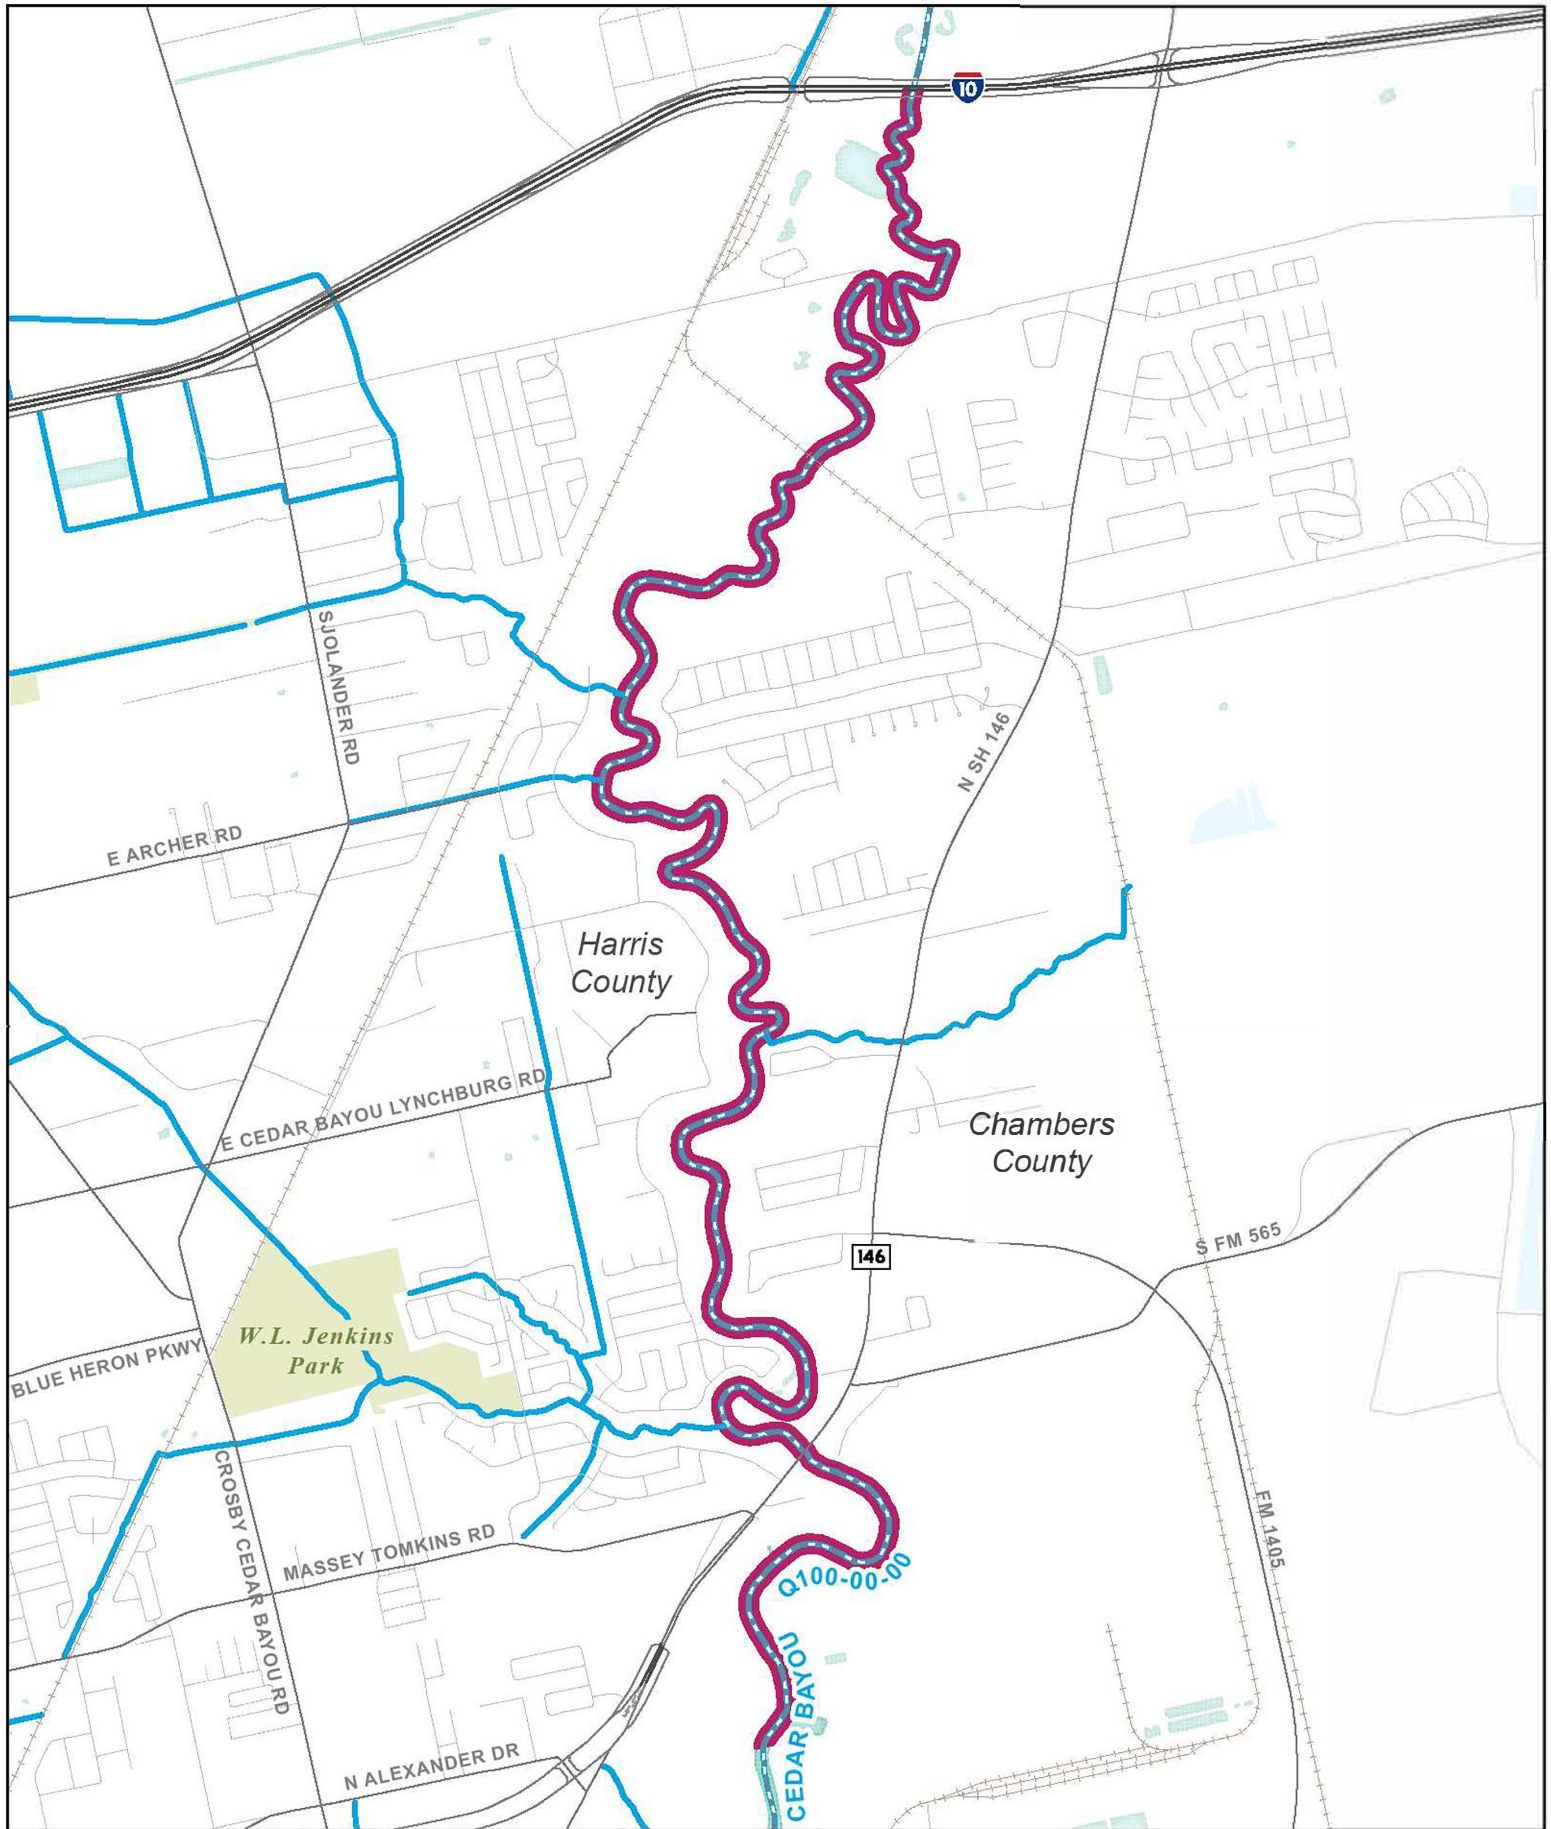 10
SJOLANDER RD
N SH 146
E ARCHER RD
Harris
County
E CEDAR BAYOU LYNCHBURG RD
Chambers
County
146
S FM 565
W.L. Jenkins
Park
BLUE HERON PKWY
CROSBY CEDAR BAYOU RD
MASSEY TOMKINS RD
FM 1405
Q100-00-00
CEDAR BAYOU
N ALEXANDER DR